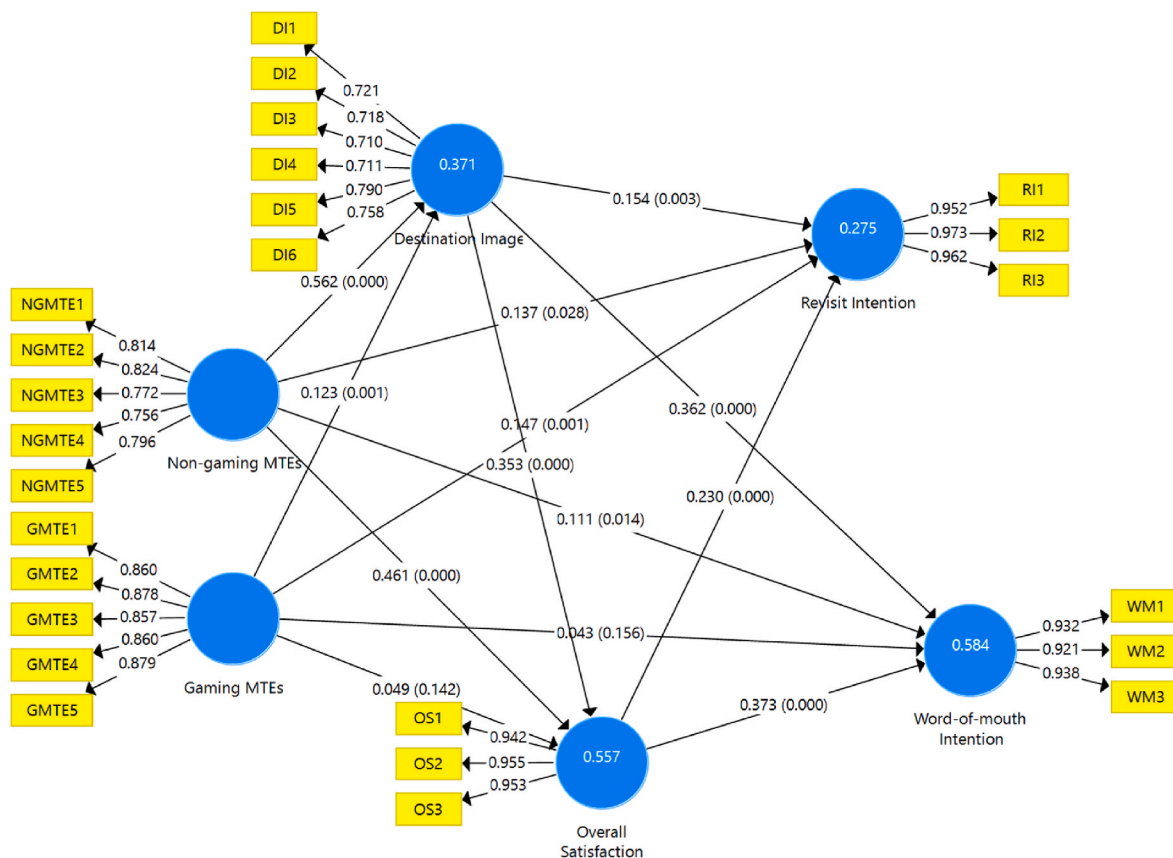 DI1
DI2
DI3
DI4
DI5
DI6
0.721
0.718
0.710
0.711
0.790
0.758
0.371
Destination Image
0.154 (0.003)
0.275
Revisit Intention
0.952
0.973
0.962
RI1
RI2
RI3
0.562 (0.000)
0.137 (0.028)
NGMTE1
NGMTE2
NGMTE3
NGMTE4
NGMTE5
0.814
0.824
0.772
0.756
0.796
Non-gaming MTEs
0.123 (0.001)
0.147 (0.001)
0.362 (0.000)
0.353 (0.000)
0.230 (0.000)
0.111 (0.014)
0.461 (0.000)
GMTE1
GMTE2
GMTE3
GMTE4
GMTE5
0.860
0.878
0.857
0.860
0.879
Gaming MTEs
0.043 (0.156)
0.049 (0.142)
0.373 (0.000)
0.584
Word-of-mouth
Intention
0.932
0.921
0.938
WM1
WM2
WM3
OS1
OS2
OS3
0.942
0.955
0.953
0.557
Overall
Satisfaction